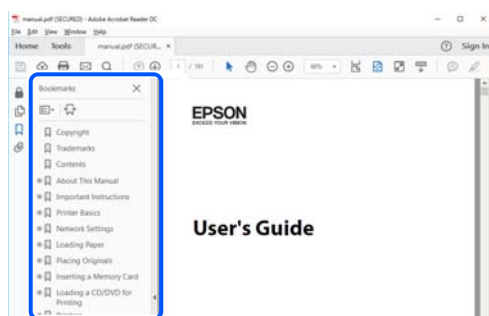 manual.pdf (SECURED) - Adobe Acrobat Reader DC
File Edit View Window Help
Home Tools manual.pdf (SECUR... × Sign In
1 / 191
Bookmarks
Copyright
Trademarks
Contents
About This Manual
Important Instructions
Printer Basics
Network Settings
Loading Paper
Placing Originals
Inserting a Memory Card
Loading a CD/DVD for
Printing
Printing
EPSON
EXCEED YOUR VISION
User's Guide